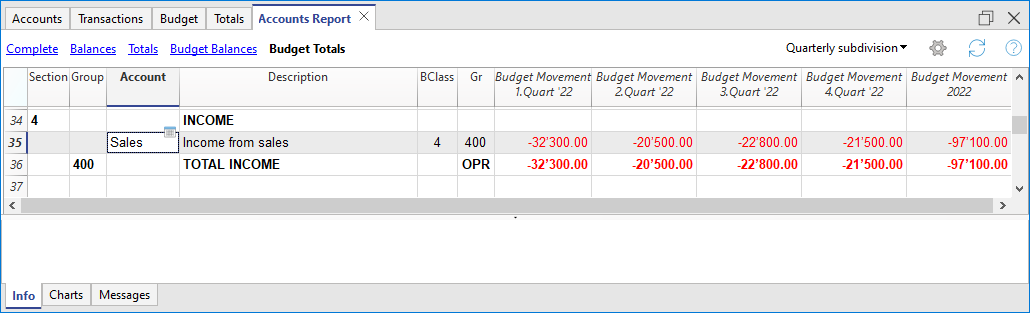 Accounts Transactions Budget Totals Accounts Report
Complete Balances Totals Budget Balances Budget Totals Quarterly subdivision
Section Group Account Description BClass Gr Budget Movement 1.Quart '22 Budget Movement 2.Quart '22 Budget Movement 3.Quart '22 Budget Movement 4.Quart '22 Budget Movement 2022
34 4 INCOME
35 Sales Income from sales 4 400 -32'300.00 -20'500.00 -22'800.00 -21'500.00 -97'100.00
36 400 TOTAL INCOME OPR -32'300.00 -20'500.00 -22'800.00 -21'500.00 -97'100.00
37
Info Charts Messages